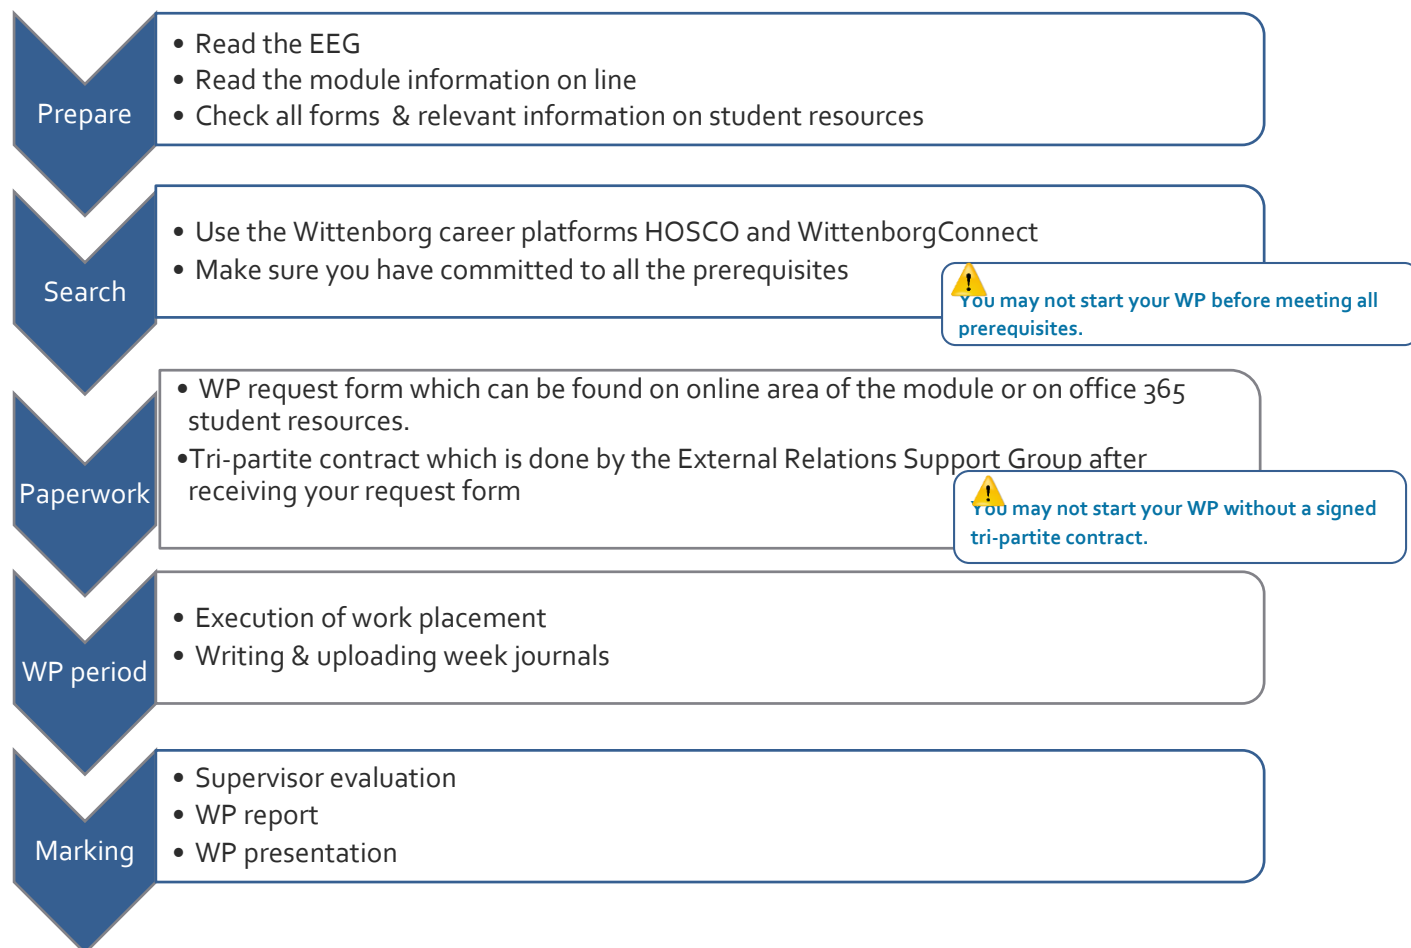 Prepare
• Read the EEG
• Read the module information on line
• Check all forms & relevant information on student resources
Search
• Use the Wittenborg career platforms HOSCO and WittenborgConnect
• Make sure you have committed to all the prerequisites
You may not start your WP before meeting all
prerequisites.
Paperwork
• WP request form which can be found on online area of the module or on office 365
student resources.
•Tri-partite contract which is done by the External Relations Support Group after
receiving your request form
You may not start your WP without a signed
tri-partite contract.
WP period
• Execution of work placement
• Writing & uploading week journals
Marking
• Supervisor evaluation
• WP report
• WP presentation